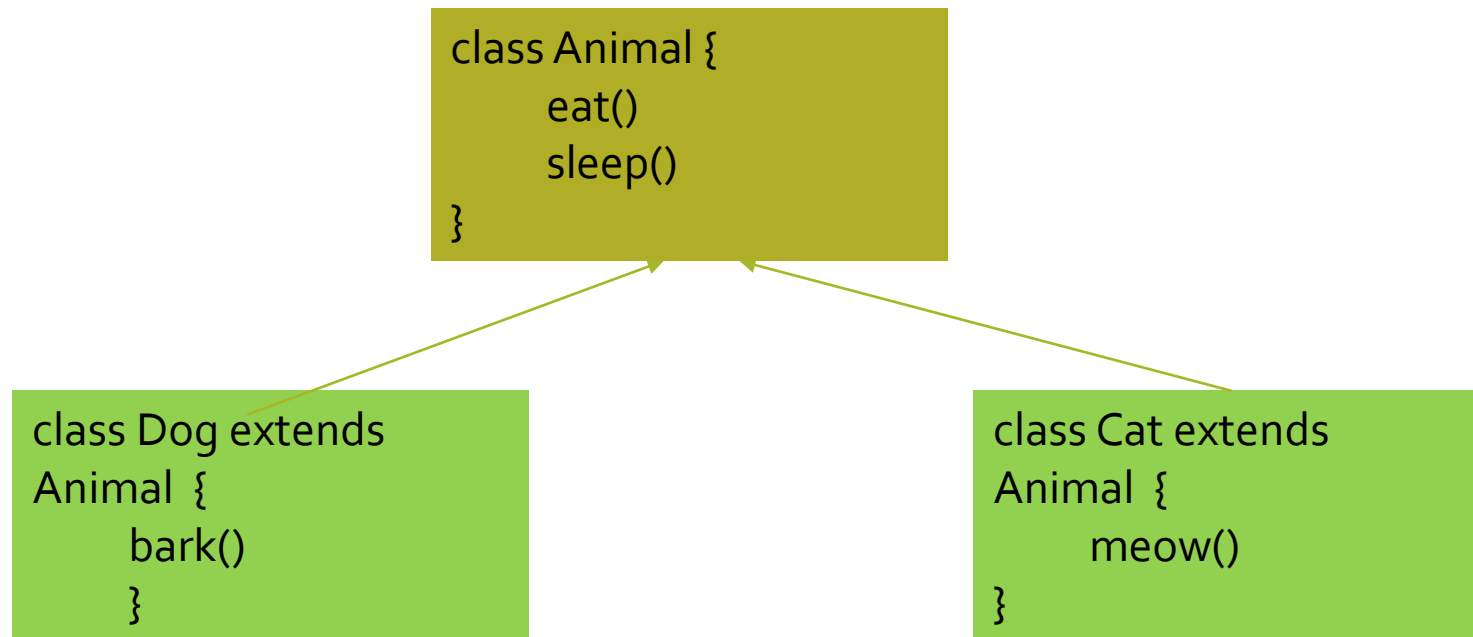 class Animal {
eat()
sleep()
}
class Dog extends
Animal {
bark()
}
class Cat extends
Animal {
meow()
}